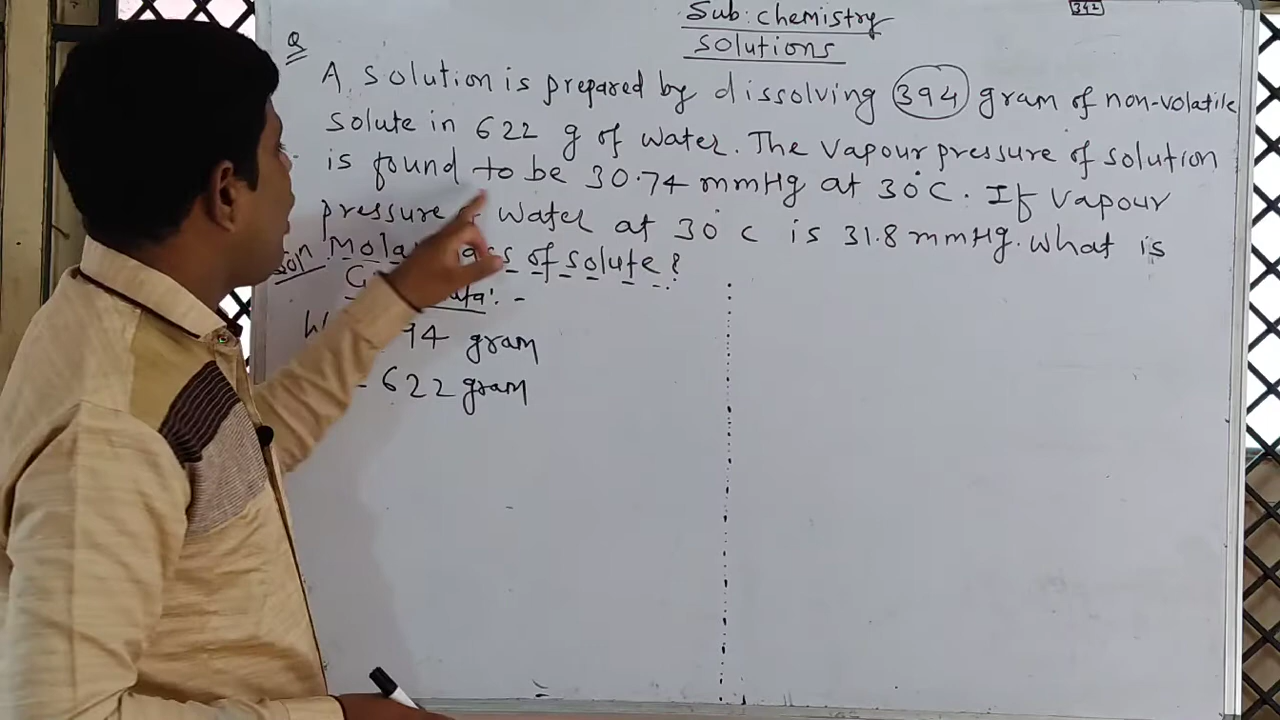 342
Sub: chemistry
Solutions
Q
A solution is prepared by dissolving 394 gram of non-volatile
Solute in 622 g of water. The vapour pressure of solution
is found to be 30.74 mmHg at 30°C. If vapour
pressure water at 30°C is 31.8 mmHg. what is
of solute?
94 gram
- 622 gram